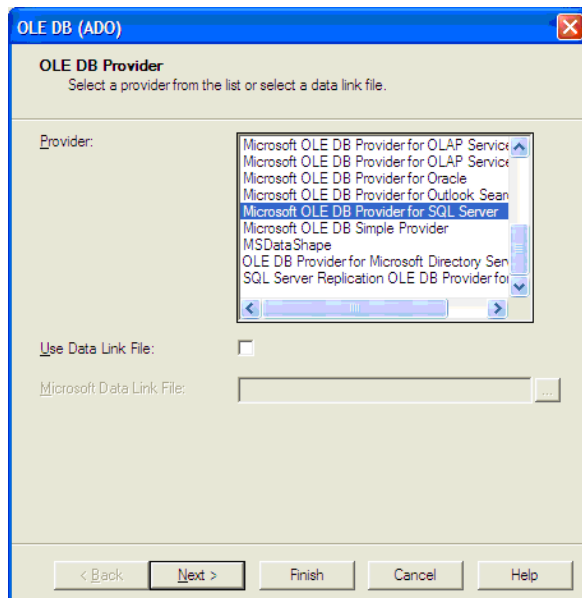 OLE DB (ADO)
OLE DB Provider
Select a provider from the list or select a data link file.
Provider:
Microsoft OLE DB Provider for OLAP Service
Microsoft OLE DB Provider for OLAP Service
Microsoft OLE DB Provider for Oracle
Microsoft OLE DB Provider for Outlook Sear
Microsoft OLE DB Provider for SQL Server
Microsoft OLE DB Simple Provider
MSDataShape
OLE DB Provider for Microsoft Directory Serv
SQL Server Replication OLE DB Provider for
Use Data Link File:
Microsoft Data Link File:
...
< Back Next > Finish Cancel Help